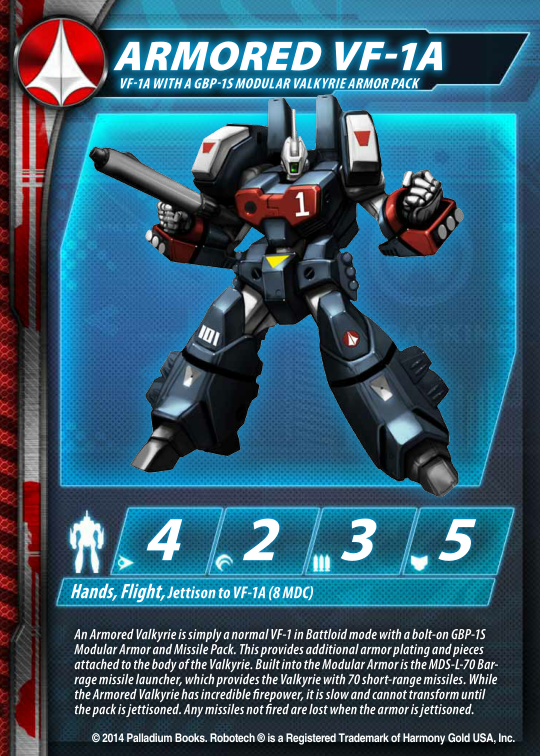 ARMORED VF-1A
VF-1A WITH A GBP-1S MODULAR VALKYRIE ARMOR PACK
1
101
4 2 3 5
Hands, Flight, Jettison to VF-1A (8 MDC)
An Armored Valkyrie is simply a normal VF-1 in Battloid mode with a bolt-on GBP-1S
Modular Armor and Missile Pack. This provides additional armor plating and pieces
attached to the body of the Valkyrie. Built into the Modular Armor is the MDS-L-70 Bar-
rage missile launcher, which provides the Valkyrie with 70 short-range missiles. While
the Armored Valkyrie has incredible firepower, it is slow and cannot transform until
the pack is jettisoned. Any missiles not fired are lost when the armor is jettisoned.
© 2014 Palladium Books. Robotech ® is a Registered Trademark of Harmony Gold USA, Inc.